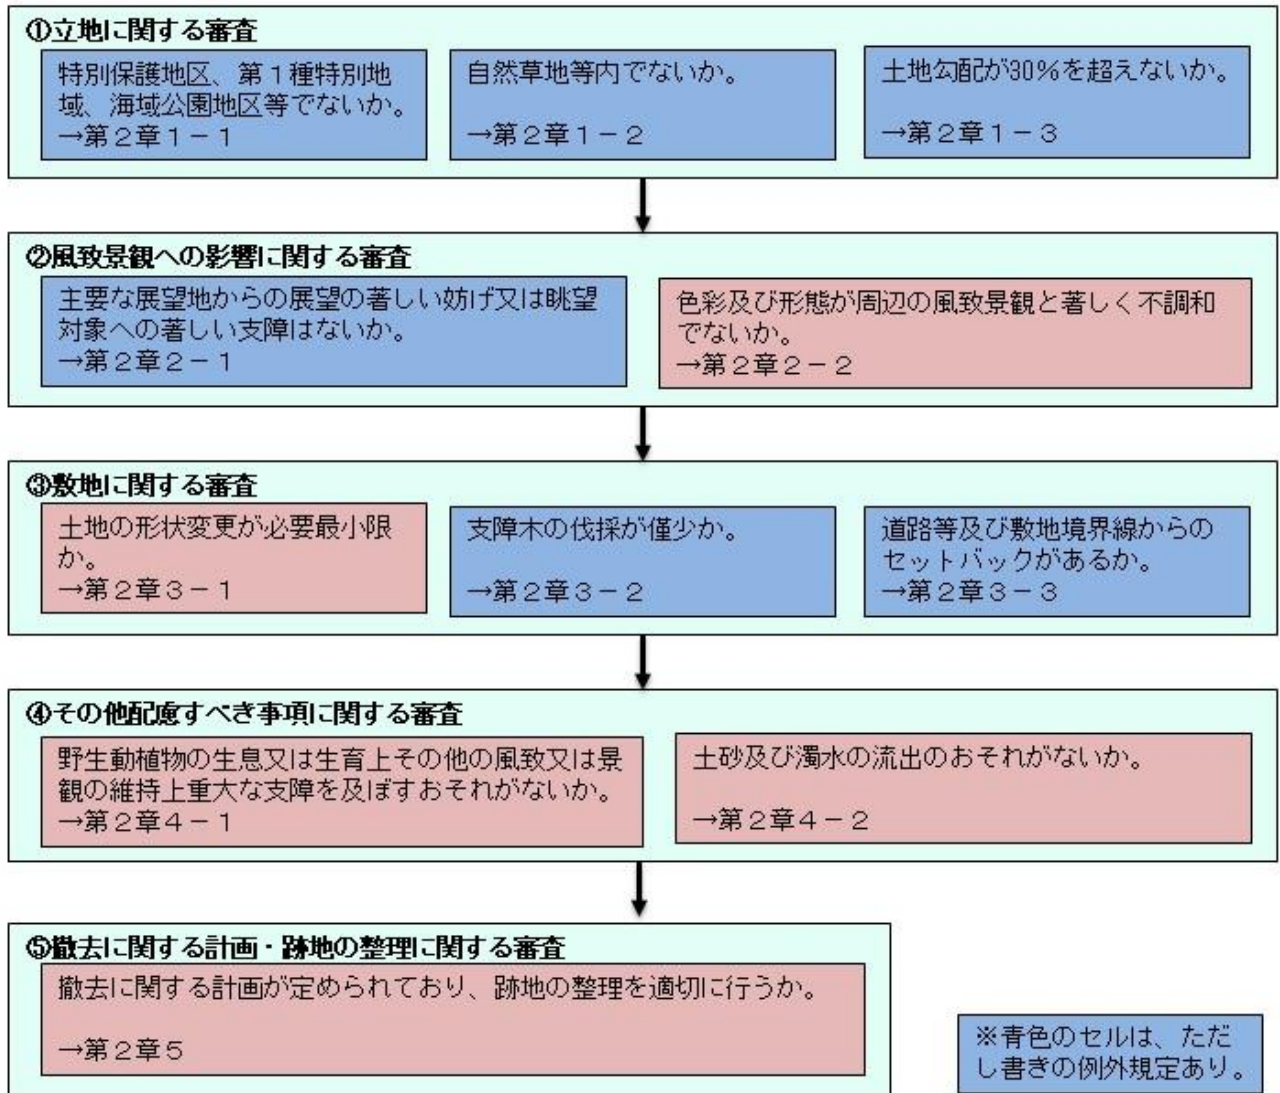 ①立地に関する審査
特別保護地区、第１種特別地
域、海域公園地区等でないか。
→第２章１－１
自然草地等内でないか。
→第２章１－２
土地勾配が30％を超えないか。
→第２章１－３
②風致景観への影響に関する審査
主要な展望地からの展望の著しい妨げ又は眺望
対象への著しい支障はないか。
→第２章２－１
色彩及び形態が周辺の風致景観と著しく不調和
でないか。
→第２章２－２
③敷地に関する審査
土地の形状変更が必要最小限
か。
→第２章３－１
支障木の伐採が僅少か。
→第２章３－２
道路等及び敷地境界線からの
セットバックがあるか。
→第２章３－３
④その他配慮すべき事項に関する審査
野生動植物の生息又は生育上その他の風致又は景
観の維持上重大な支障を及ぼすおそれがないか。
→第２章４－１
土砂及び濁水の流出のおそれがないか。
→第２章４－２
⑤撤去に関する計画・跡地の整理に関する審査
撤去に関する計画が定められており、跡地の整理を適切に行うか。
→第２章５
※青色のセルは、ただ
し書きの例外規定あり。